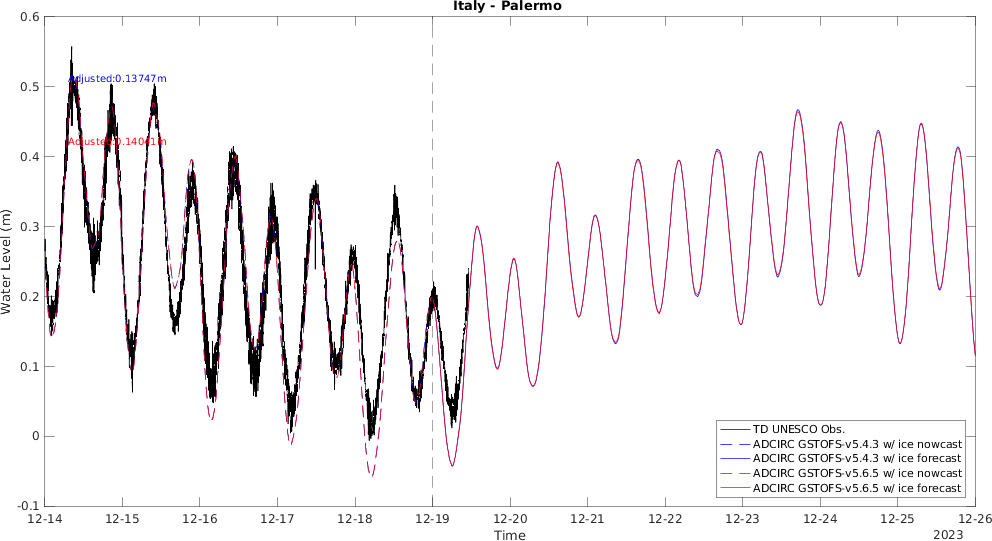 Italy - Palermo
0.6
0.5
0.4
0.3
0.2
0.1
0
-0.1
Water Level (m)
Adjusted:0.13747m
Adjusted:0.14041m
TD UNESCO Obs.
ADCIRC GSTOFS-v5.4.3 w/ ice nowcast
ADCIRC GSTOFS-v5.4.3 w/ ice forecast
ADCIRC GSTOFS-v5.6.5 w/ ice nowcast
ADCIRC GSTOFS-v5.6.5 w/ ice forecast
12-14 12-15 12-16 12-17 12-18 12-19 12-20 12-21 12-22 12-23 12-24 12-25 12-26
Time
2023